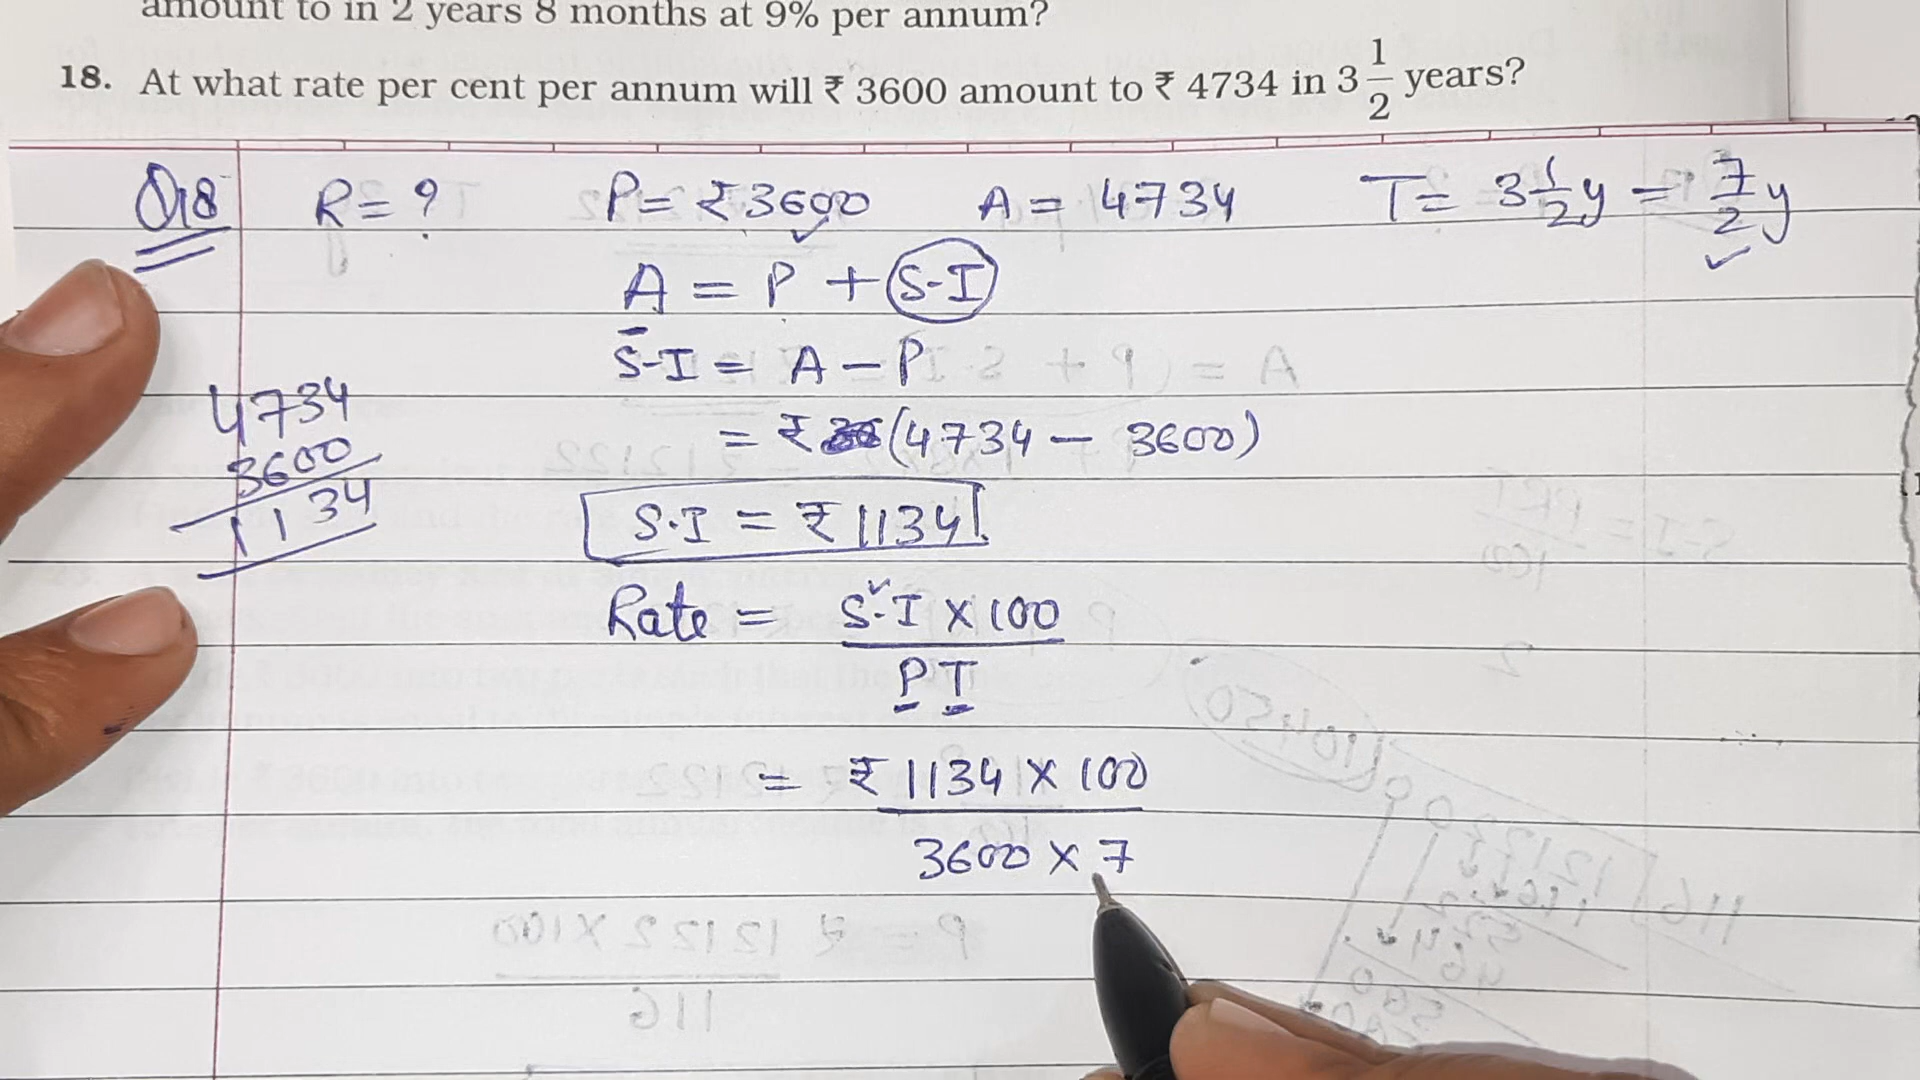 amount to in 2 years 8 months at 9% per annum?
18. At what rate per cent per annum will ₹ 3600 amount to ₹ 4734 in 3 1/2 years?
Q18 R = ? P = ₹ 3600 A = 4734 T = 3 1/2 y = 7/2 y
A = P + S-I
S-I = A - P
= ₹ (4734 - 3600)
4734
3600
1134
S.I = ₹ 1134
Rate = S.I × 100
P T
= ₹ 1134 × 100
3600 × 7